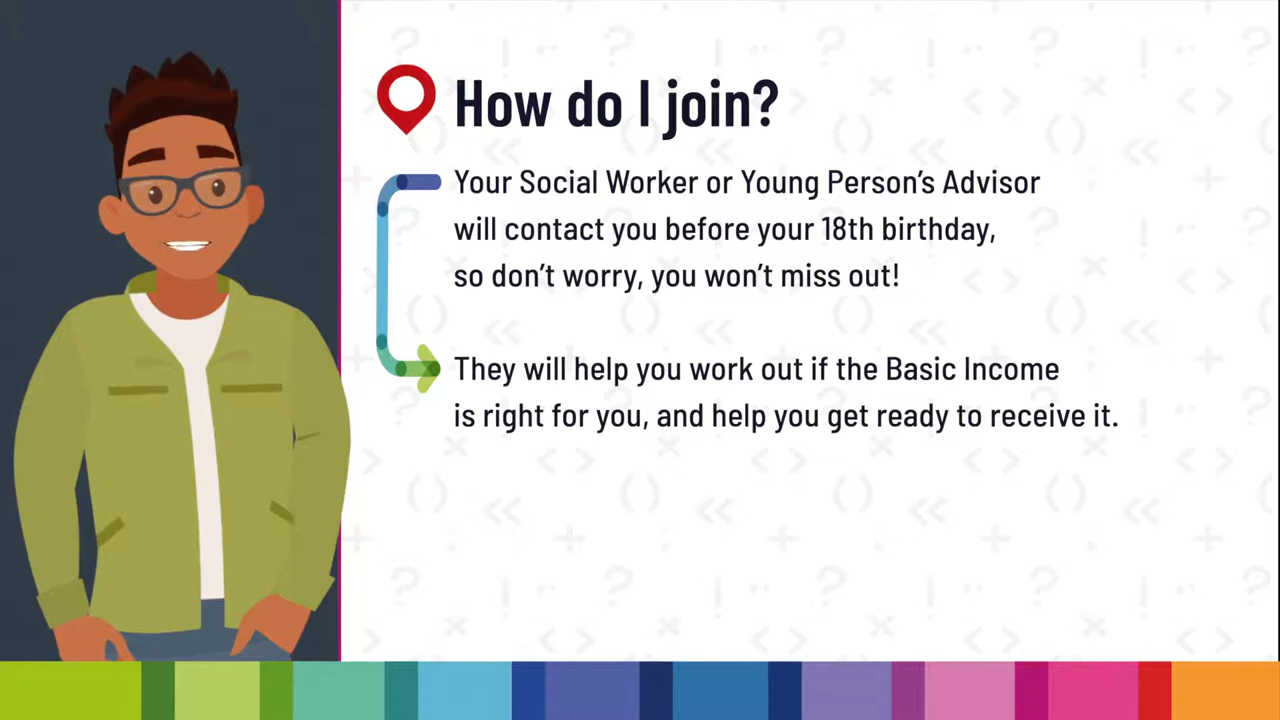 How do I join?
Your Social Worker or Young Person's Advisor
will contact you before your 18th birthday,
so don't worry, you won't miss out!
They will help you work out if the Basic Income
is right for you, and help you get ready to receive it.